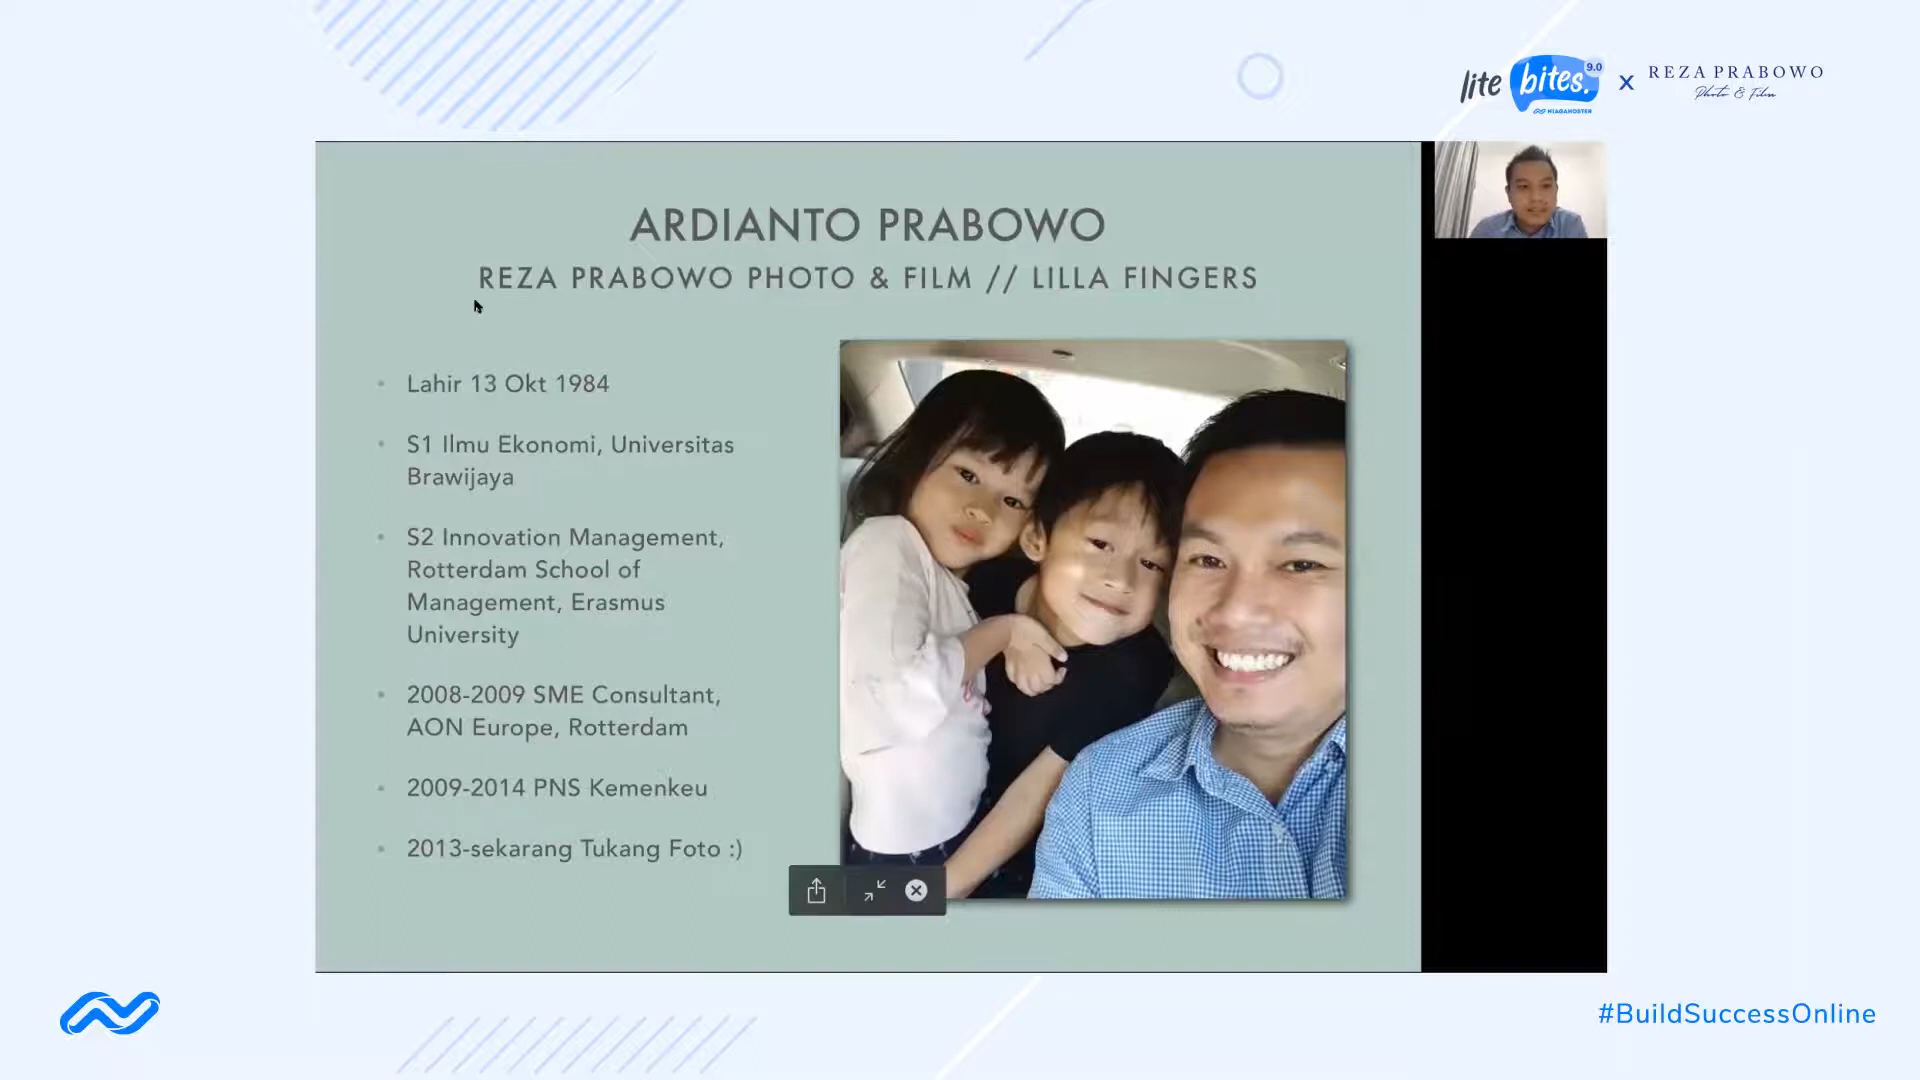 lite bites. 9.0
NIAGAHOSTER
X
REZA PRABOWO
Photo & Film
ARDIANTO PRABOWO
REZA PRABOWO PHOTO & FILM // LILLA FINGERS
• Lahir 13 Okt 1984
• S1 Ilmu Ekonomi, Universitas
Brawijaya
• S2 Innovation Management,
Rotterdam School of
Management, Erasmus
University
• 2008-2009 SME Consultant,
AON Europe, Rotterdam
• 2009-2014 PNS Kemenkeu
• 2013-sekarang Tukang Foto :)
#BuildSuccessOnline